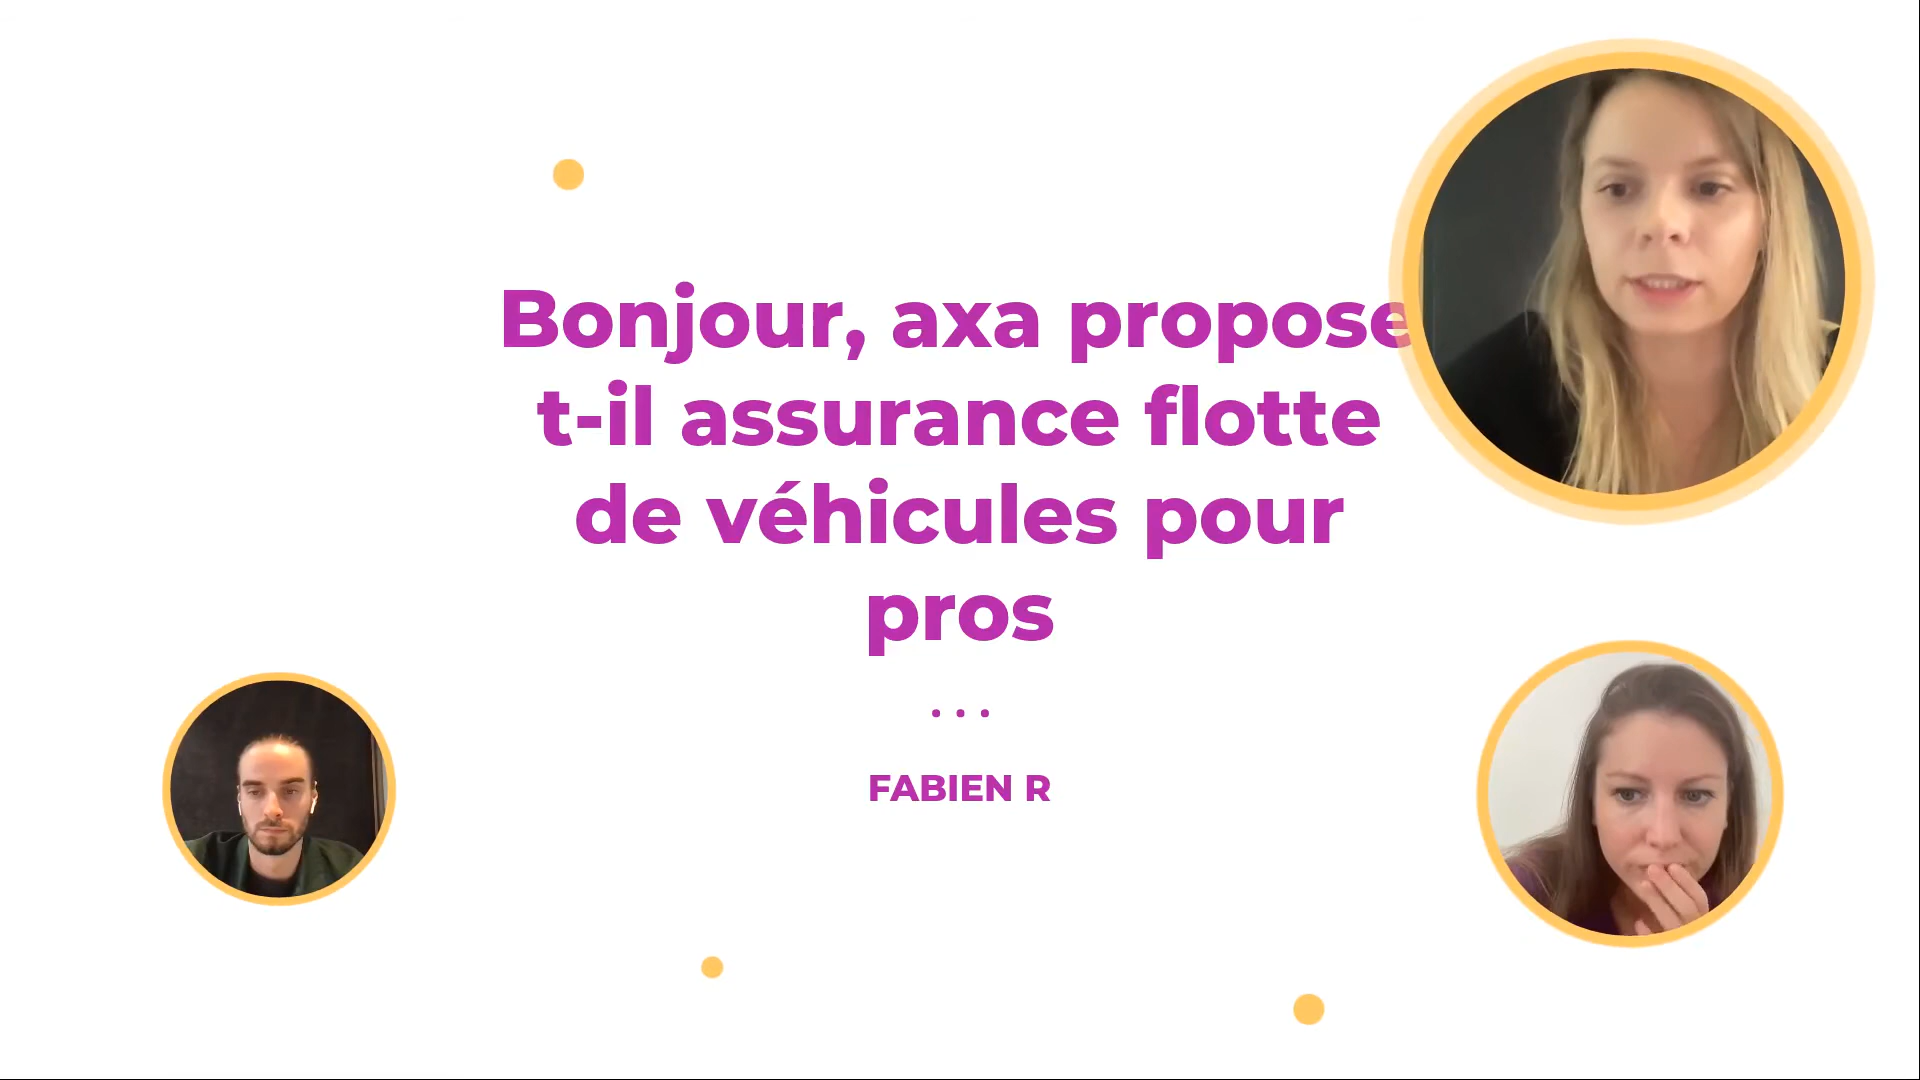 Bonjour, axa propose
t-il assurance flotte
de véhicules pour
pros
...
FABIEN R